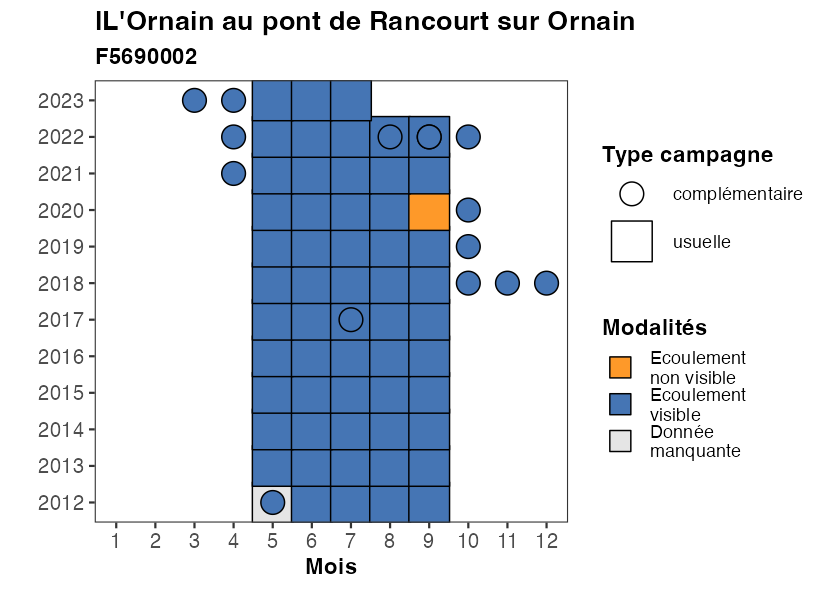 IL'Ornain au pont de Rancourt sur Ornain
F5690002
2023
2022
2021
2020
2019
2018
2017
2016
2015
2014
2013
2012
1 2 3 4 5 6 7 8 9 10 11 12
Mois
Type campagne
complémentaire
usuelle
Modalités
Ecoulement
non visible
Ecoulement
visible
Donnée
manquante